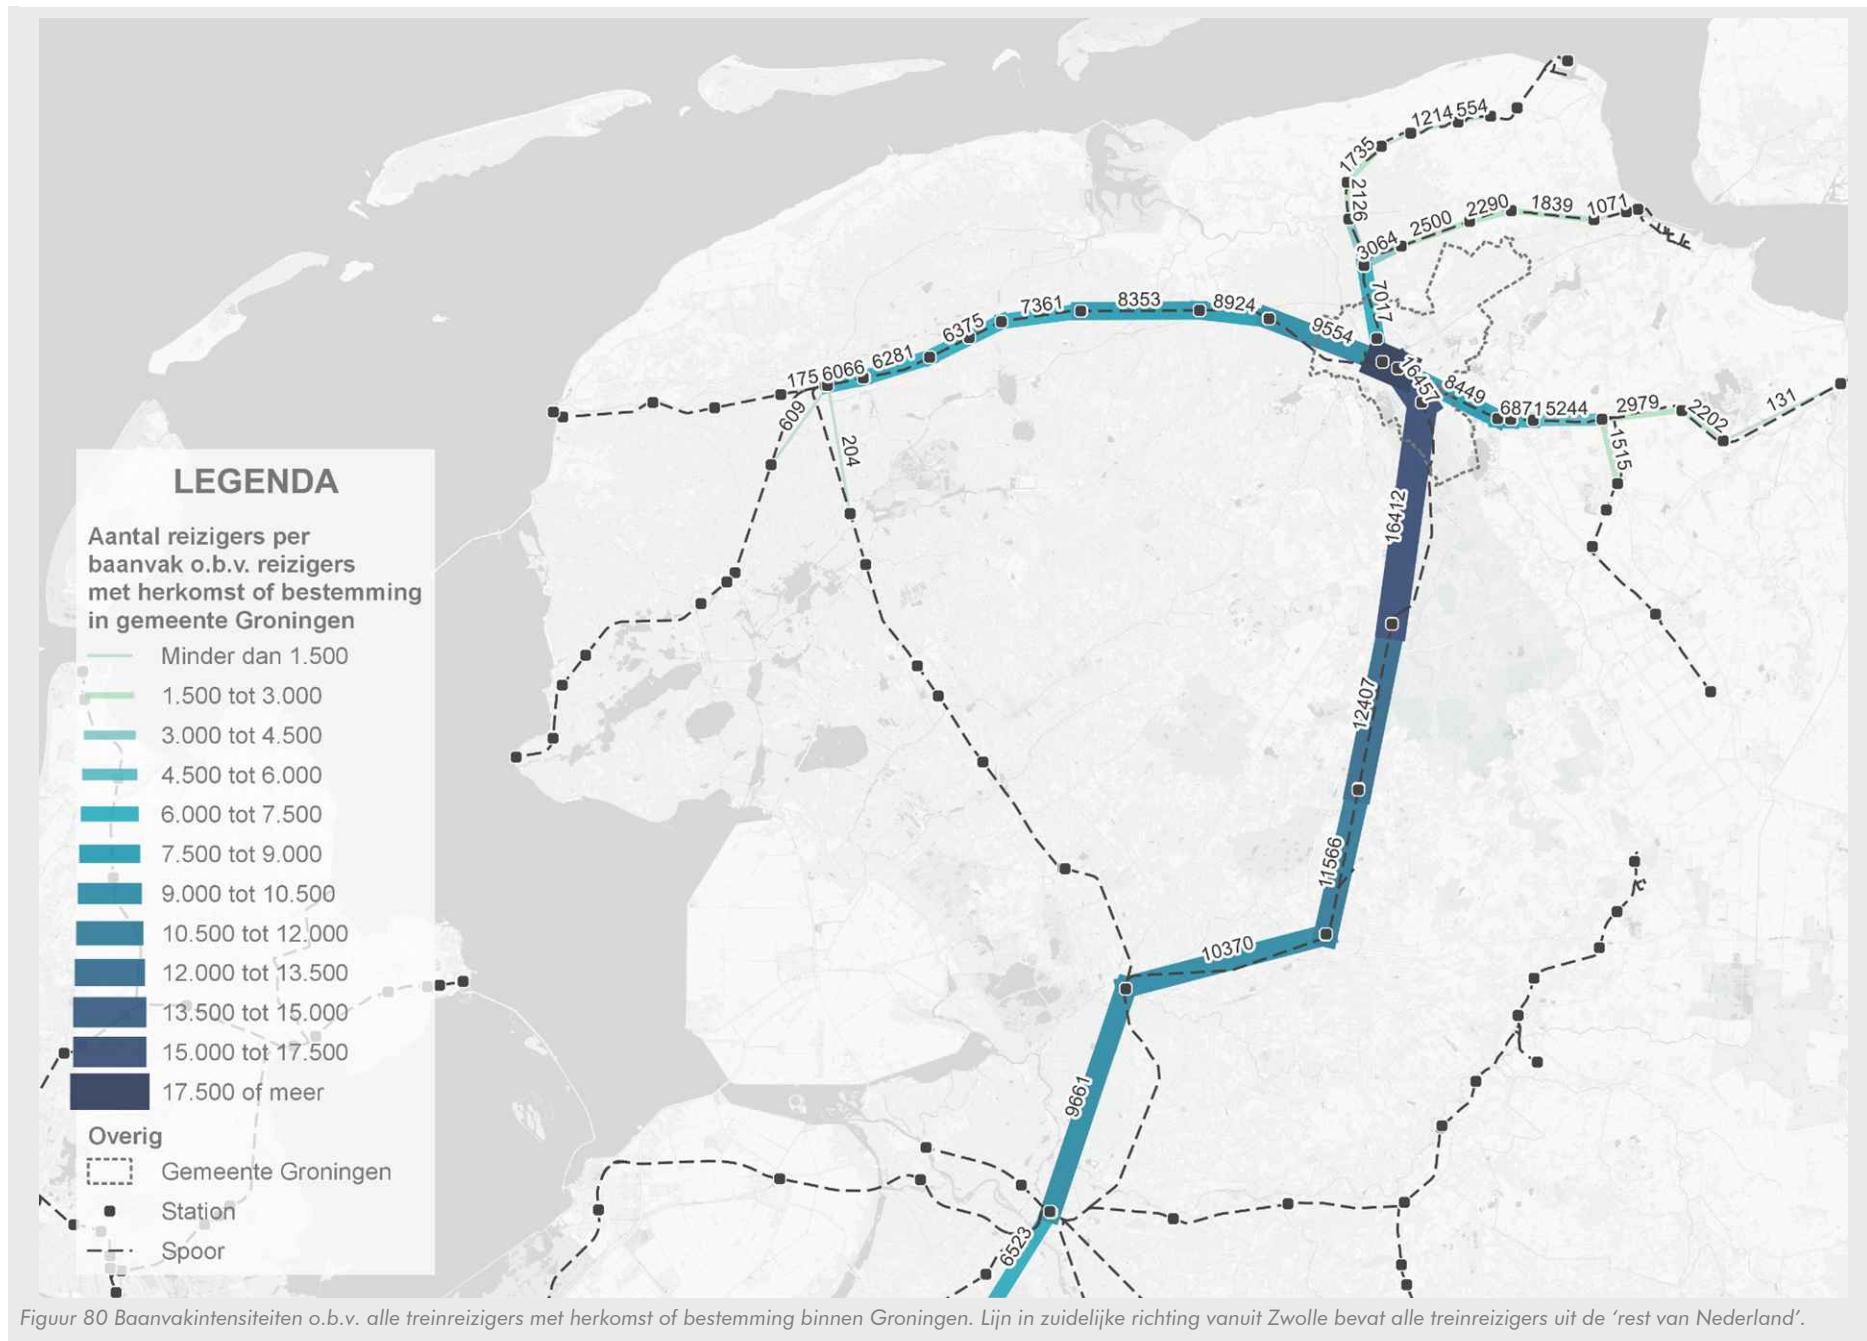 1214 554
1735
2126
3064
2500
2290
1839
1071
7017
7361
8353
8924
9554
6375
6281
6066
175
609
204
16457
8449
6871 5244
2979
2202
131
1515
16412
12407
11566
10370
9661
6523
LEGENDA
Aantal reizigers per
baanvak o.b.v. reizigers
met herkomst of bestemming
in gemeente Groningen
Minder dan 1.500
1.500 tot 3.000
3.000 tot 4.500
4.500 tot 6.000
6.000 tot 7.500
7.500 tot 9.000
9.000 tot 10.500
10.500 tot 12.000
12.000 tot 13.500
13.500 tot 15.000
15.000 tot 17.500
17.500 of meer
Overig
Gemeente Groningen
Station
Spoor
Figuur 80 Baanvakintensiteiten o.b.v. alle treinreizigers met herkomst of bestemming binnen Groningen. Lijn in zuidelijke richting vanuit Zwolle bevat alle treinreizigers uit de ‘rest van Nederland’.